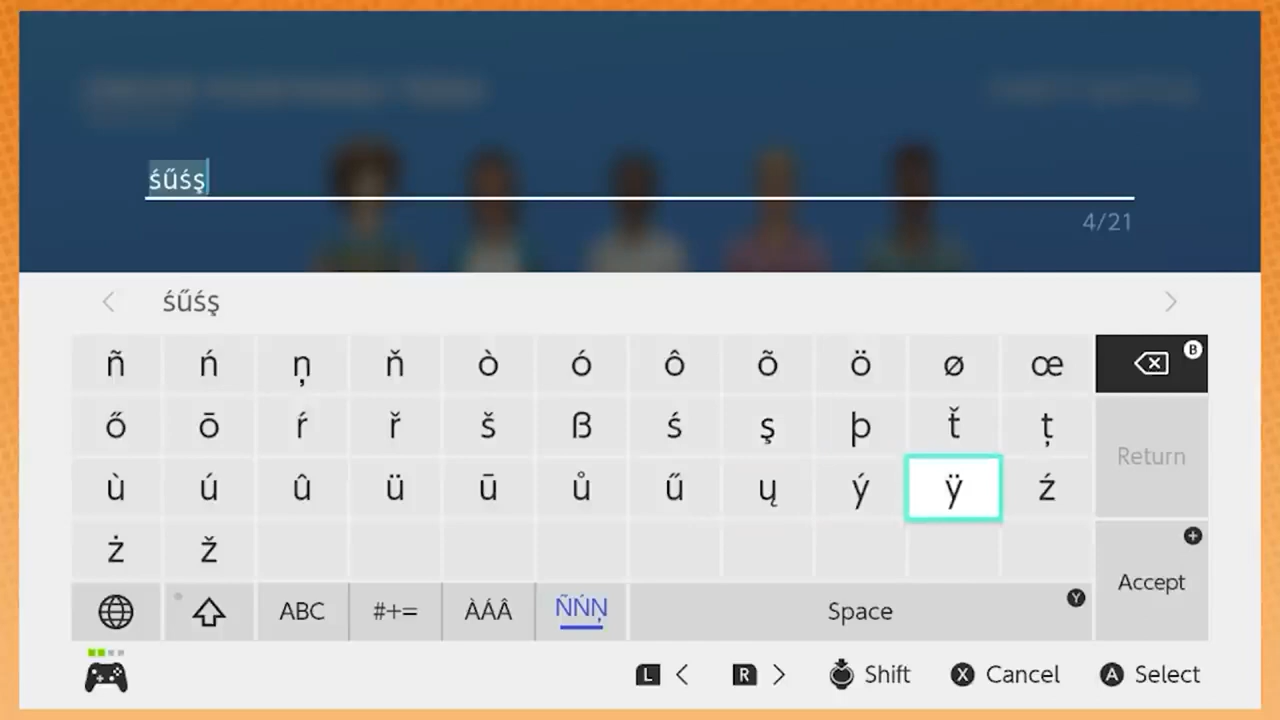 śűśş
4/21
śűśş
ñ ń ņ ň ò ó ô õ ö ø œ
B
ő ō ŕ ř š ß ś ş þ ť ț
Return
ù ú û ü ū ů ű ų ý ÿ ź
ż ž
Accept
ABC #+= ÀÁÂ ÑŃŅ Space Y
L R Shift X Cancel A Select